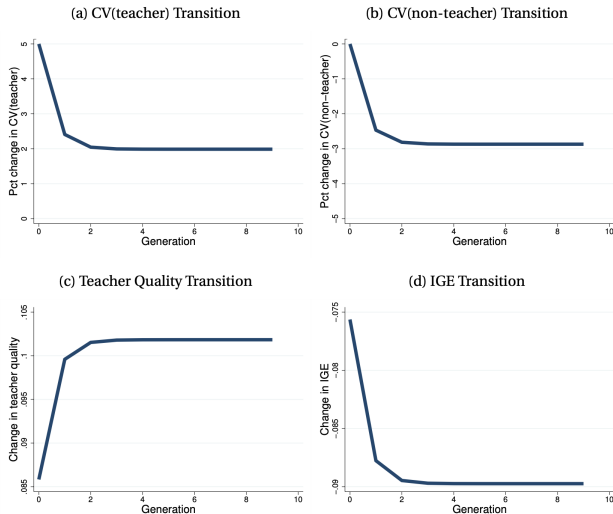 (a) CV(teacher) Transition
Pct change in CV(teacher)
5
4
3
2
1
0
0 2 4 6 8 10
Generation
(b) CV(non-teacher) Transition
Pct change in CV(non−teacher)
0
−1
−2
−3
−4
−5
0 2 4 6 8 10
Generation
(c) Teacher Quality Transition
Change in teacher quality
.105
.1
.095
.09
.085
0 2 4 6 8 10
Generation
(d) IGE Transition
Change in IGE
−.075
−.08
−.085
−.09
0 2 4 6 8 10
Generation